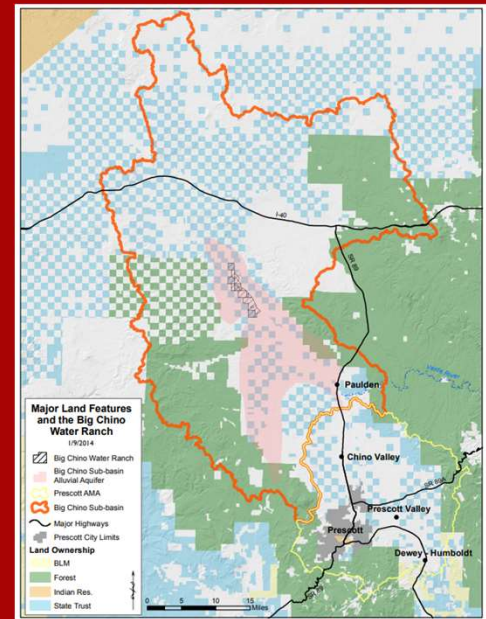 I-40
SR 89
Verde River
Paulden
Chino Valley
SR 89A
Prescott Valley
Prescott
Dewey - Humboldt
SR 89
Major Land Features
and the Big Chino
Water Ranch
1/9/2014
Big Chino Water Ranch
Big Chino Sub-basin
Alluvial Aquifer
Prescott AMA
Big Chino Sub-basin
Major Highways
Prescott City Limits
Land Ownership
BLM
Forest
Indian Res.
State Trust
0 5 10 15
Miles